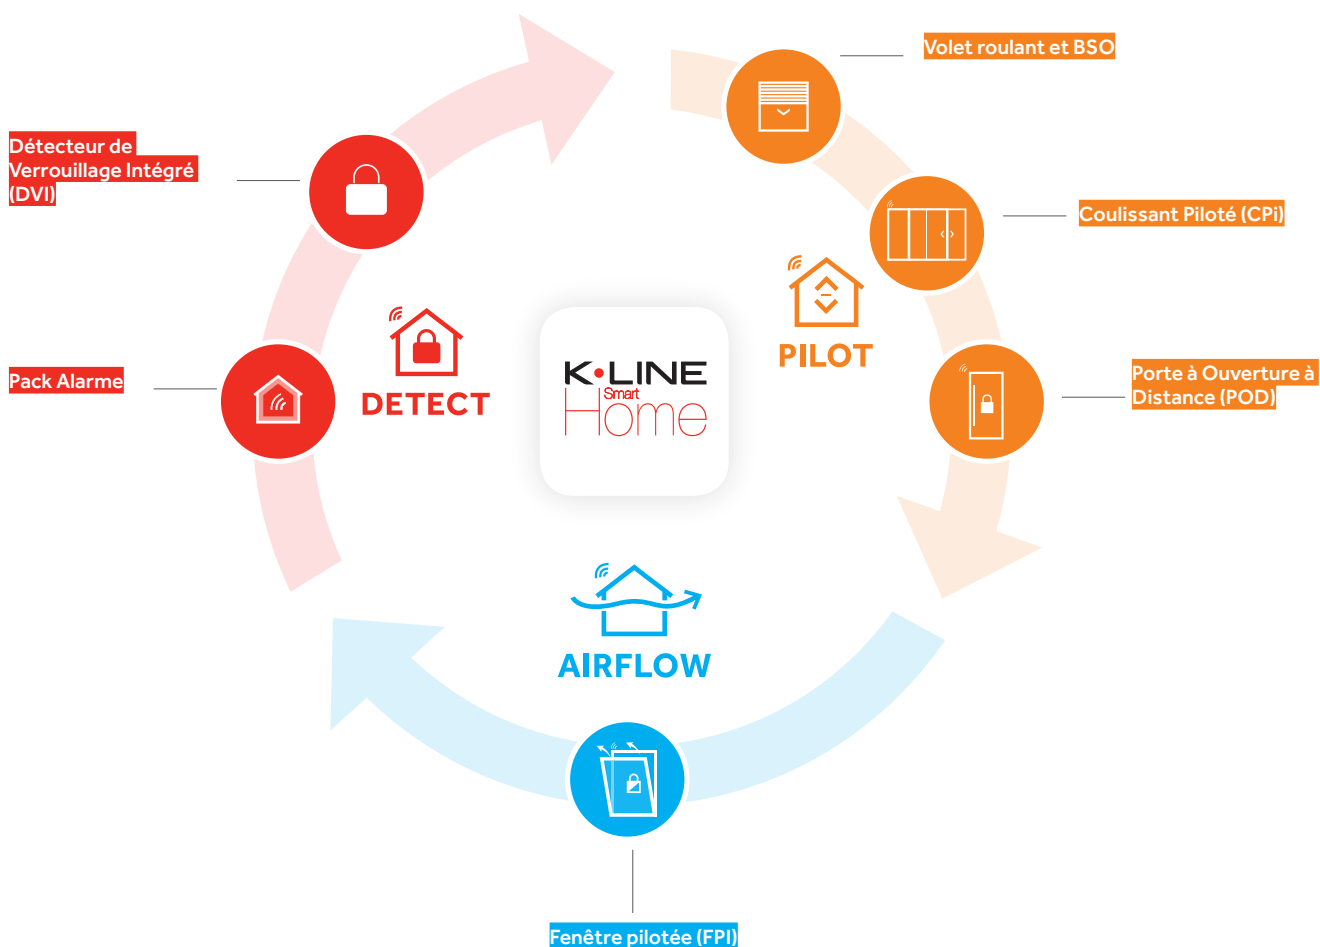 Volet roulant et BSO
Détecteur de
Verrouillage Intégré
(DVI)
Coulissant Piloté (CPi)
PILOT
Pack Alarme
DETECT
K•LINE
Smart
Home
Porte à Ouverture à
Distance (POD)
AIRFLOW
Fenêtre pilotée (FPI)